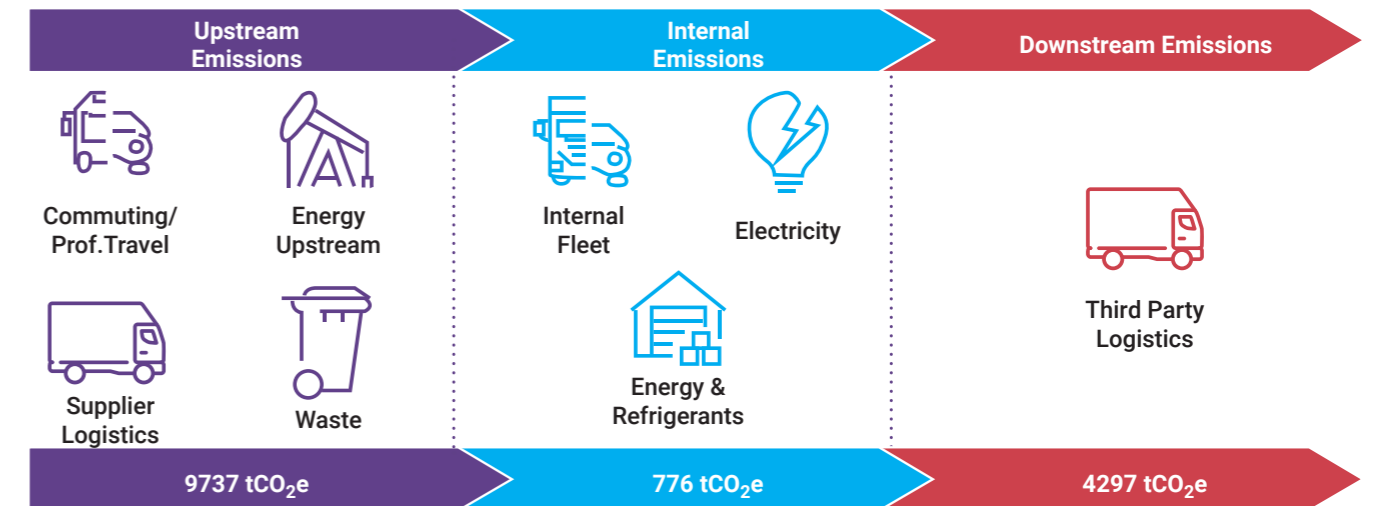 Upstream
Emissions
Internal
Emissions
Downstream Emissions
Commuting/
Prof.Travel
Energy
Upstream
Internal
Fleet
Electricity
Supplier
Logistics
Waste
Energy &
Refrigerants
Third Party
Logistics
9737 tCO₂e
776 tCO₂e
4297 tCO₂e